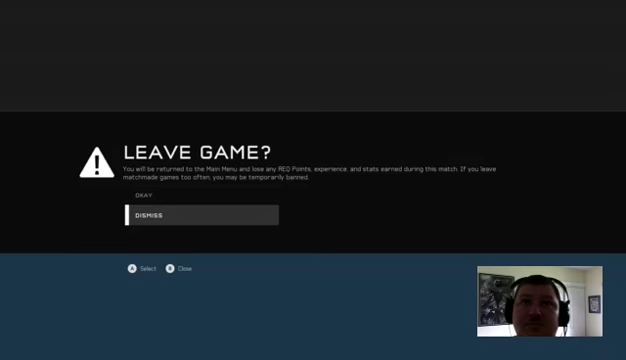 LEAVE GAME?
You will be returned to the Main Menu and lose any REQ Points, experience, and stats earned during this match. If you leave
matchmade games too often, you may be temporarily banned.
OKAY
DISMISS
A Select B Close